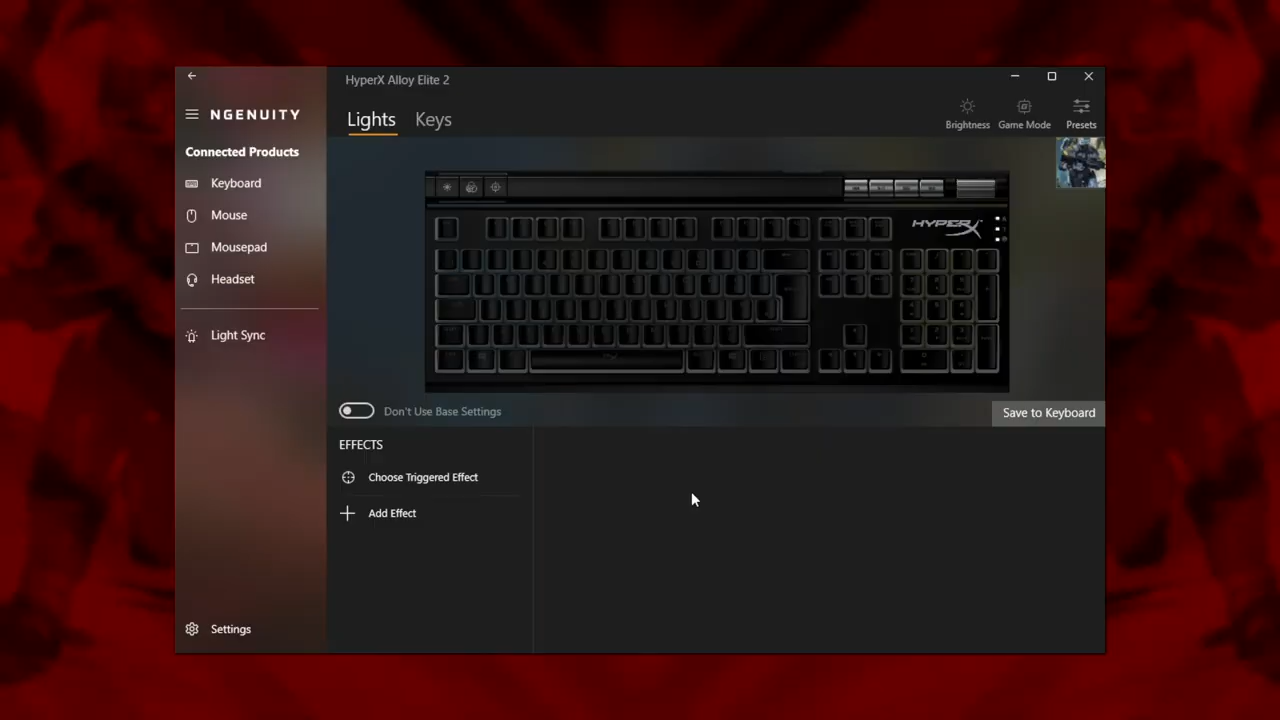 HyperX Alloy Elite 2
NGENUITY
Lights Keys
Brightness Game Mode Presets
Connected Products
Keyboard
Mouse
Mousepad
Headset
Light Sync
Settings
HYPERX
Don't Use Base Settings
Save to Keyboard
EFFECTS
Choose Triggered Effect
Add Effect